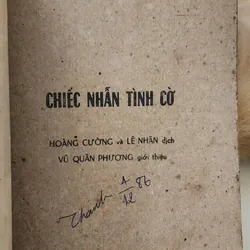 CHIẾC NHẪN TÌNH CỜ
HOÀNG CƯỜNG và LÊ NHÂN dịch
VŨ QUẦN PHƯƠNG giới thiệu
Thanh 1/12 86